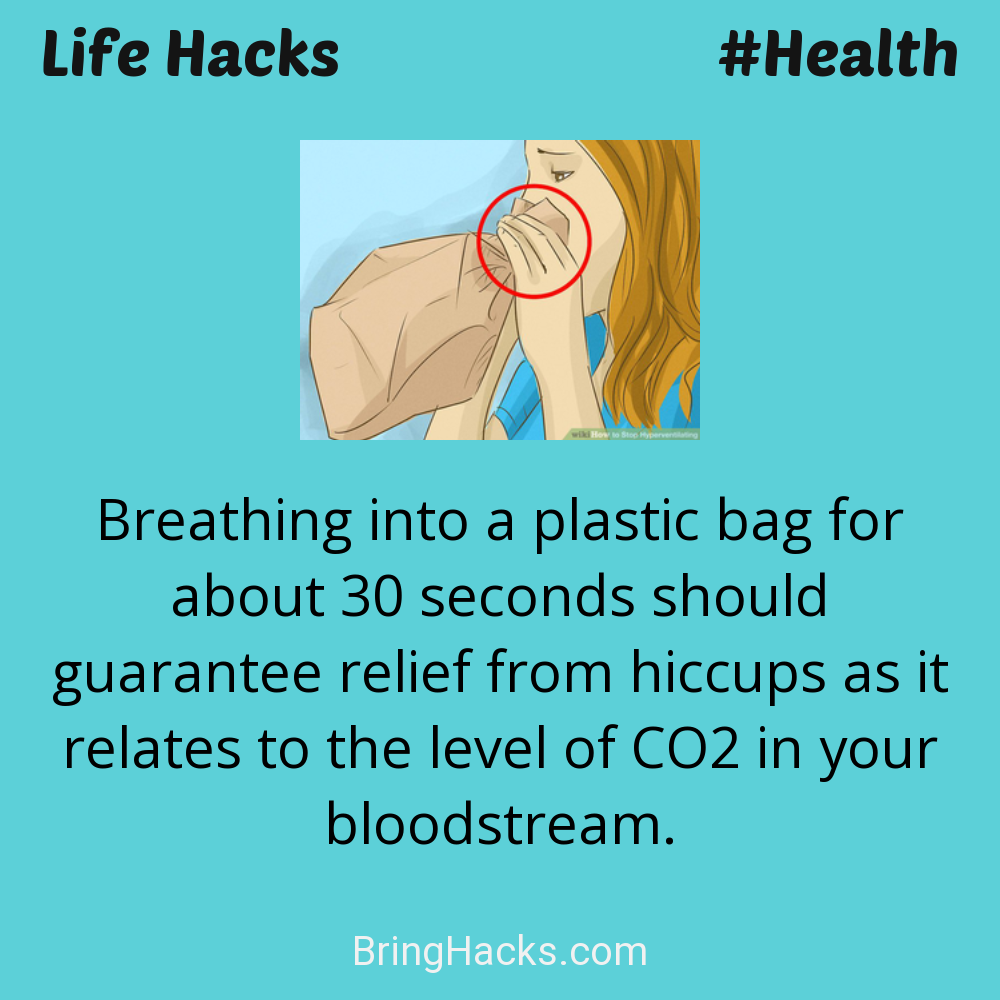 Life Hacks #Health
wikiHow to Stop Hyperventilating
Breathing into a plastic bag for
about 30 seconds should
guarantee relief from hiccups as it
relates to the level of CO2 in your
bloodstream.
BringHacks.com